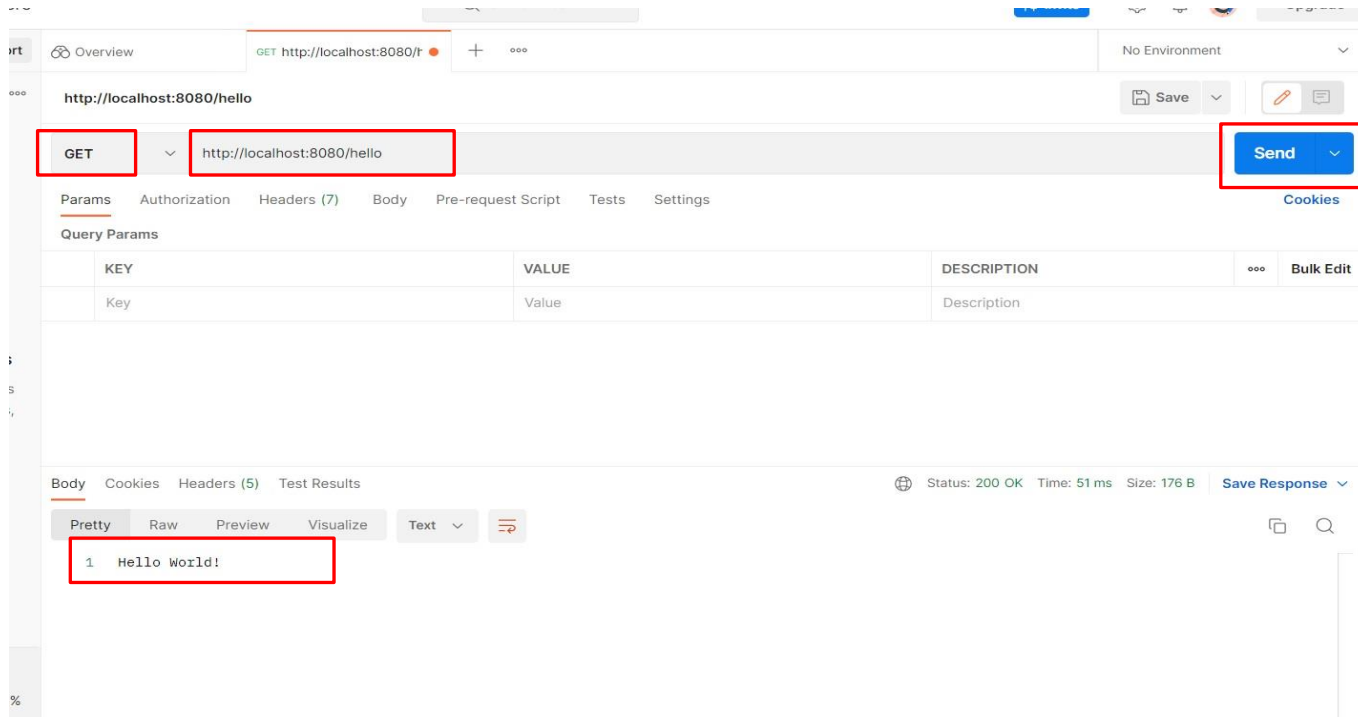 Overview
GET http://localhost:8080/h
No Environment
http://localhost:8080/hello
Save
GET
http://localhost:8080/hello
Send
Params Authorization Headers (7) Body Pre-request Script Tests Settings Cookies
Query Params
KEY VALUE DESCRIPTION ooo Bulk Edit
Key Value Description
Body Cookies Headers (5) Test Results Status: 200 OK Time: 51 ms Size: 176 B Save Response
Pretty Raw Preview Visualize Text
1 Hello World!
%